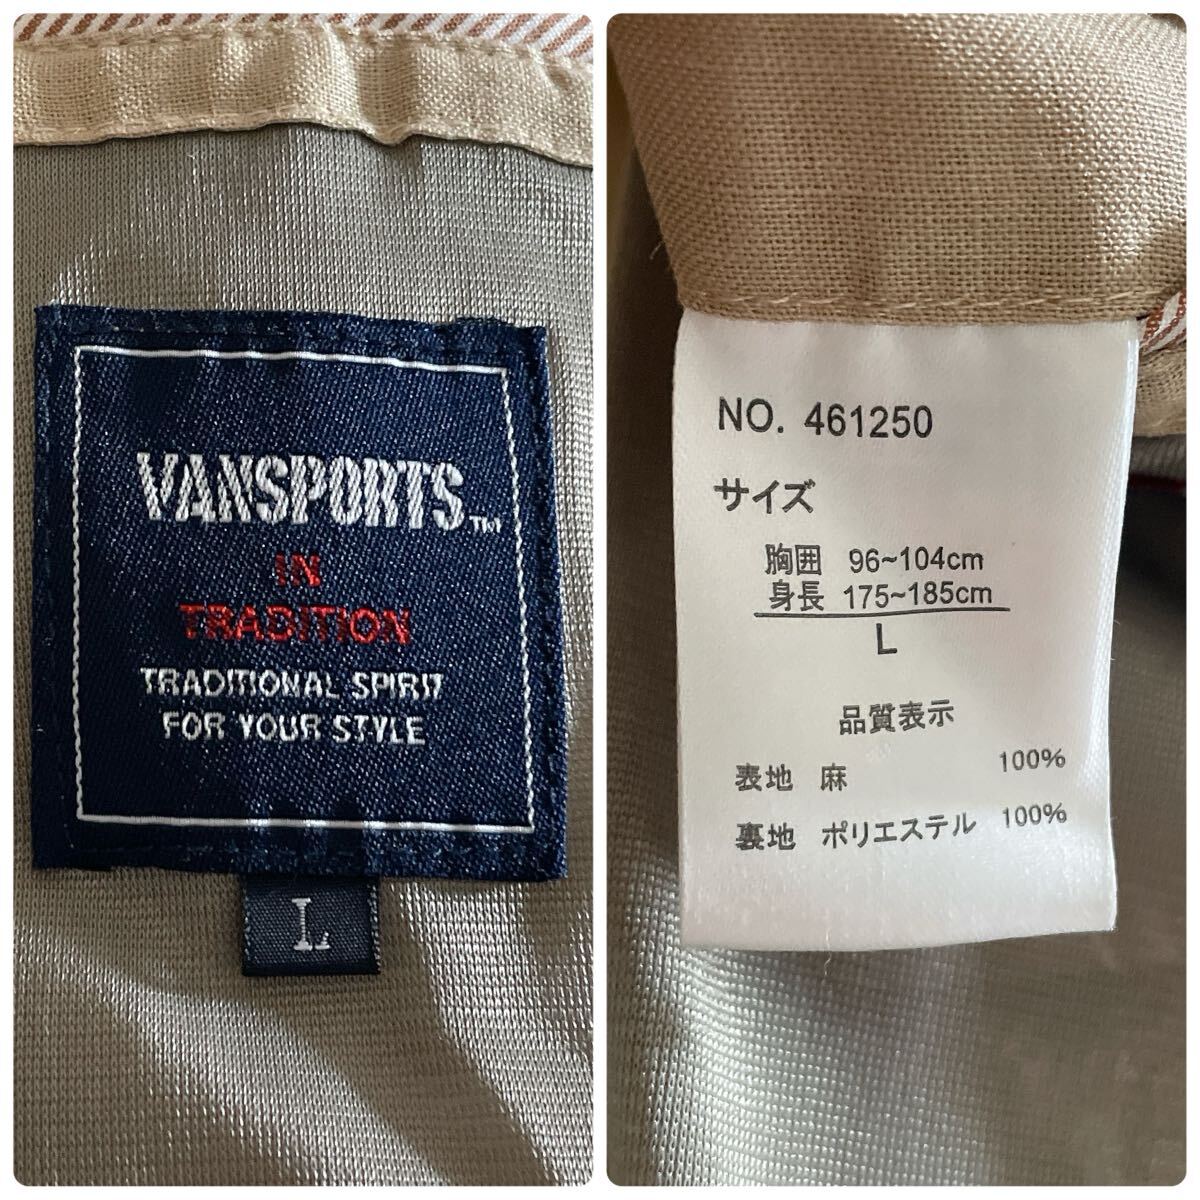 VANSPORTS™
IN
TRADITION
TRADITIONAL SPIRIT
FOR YOUR STYLE
L
NO. 461250
サイズ
胸囲 96~104cm
身長 175~185cm
L
品質表示
表地 麻 100%
裏地 ポリエステル 100%